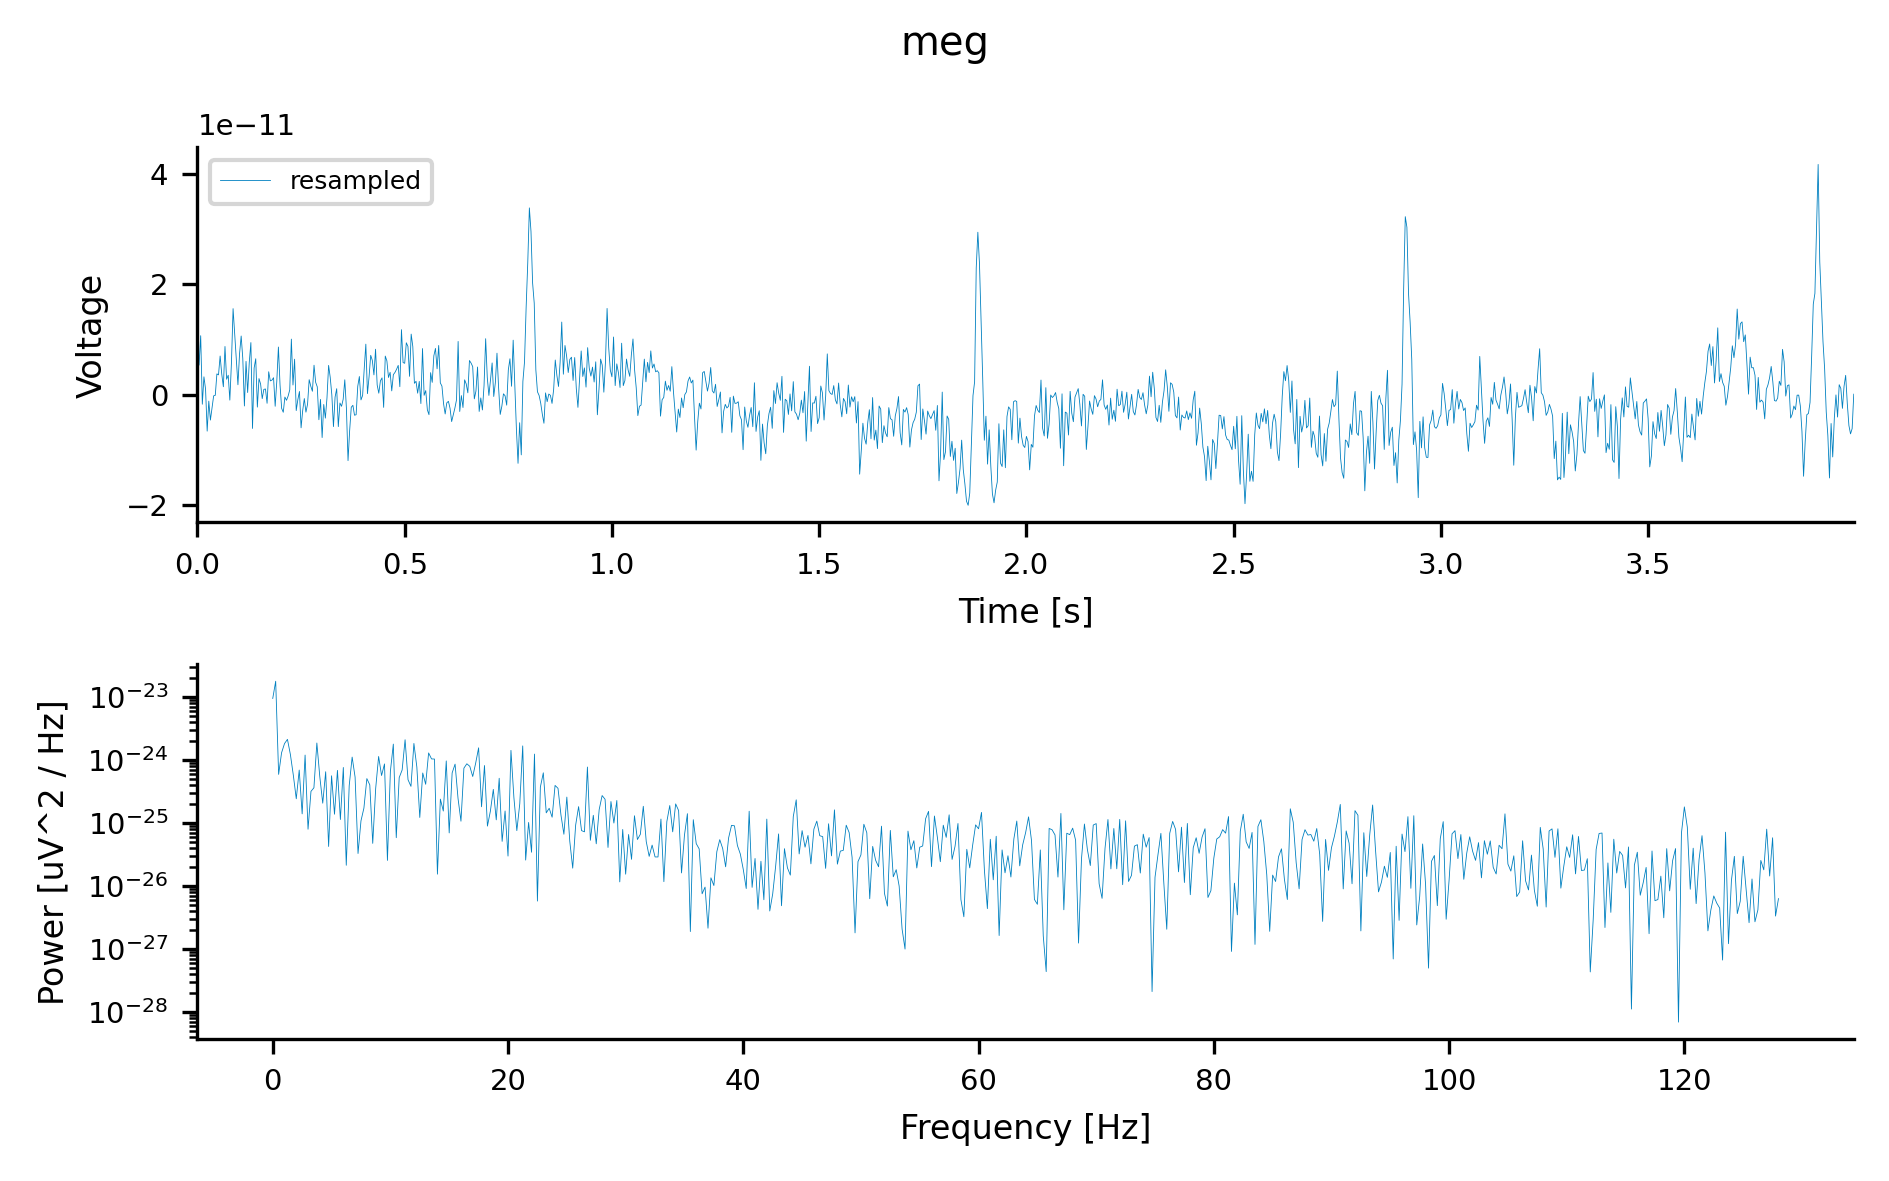 meg
1e−11
4
2
0
−2
Voltage
resampled
0.0 0.5 1.0 1.5 2.0 2.5 3.0 3.5
Time [s]
10−23
10−24
10−25
10−26
10−27
10−28
Power [uV^2 / Hz]
0 20 40 60 80 100 120
Frequency [Hz]